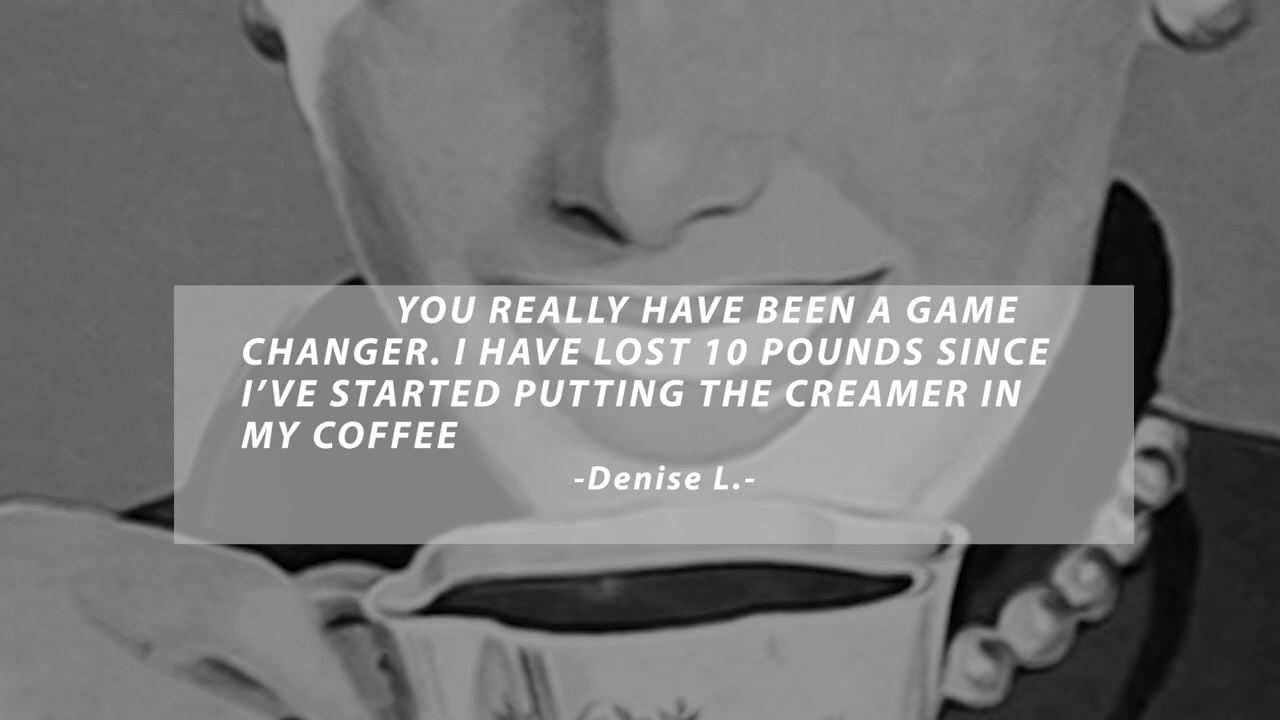 YOU REALLY HAVE BEEN A GAME
CHANGER. I HAVE LOST 10 POUNDS SINCE
I’VE STARTED PUTTING THE CREAMER IN
MY COFFEE
-Denise L.-